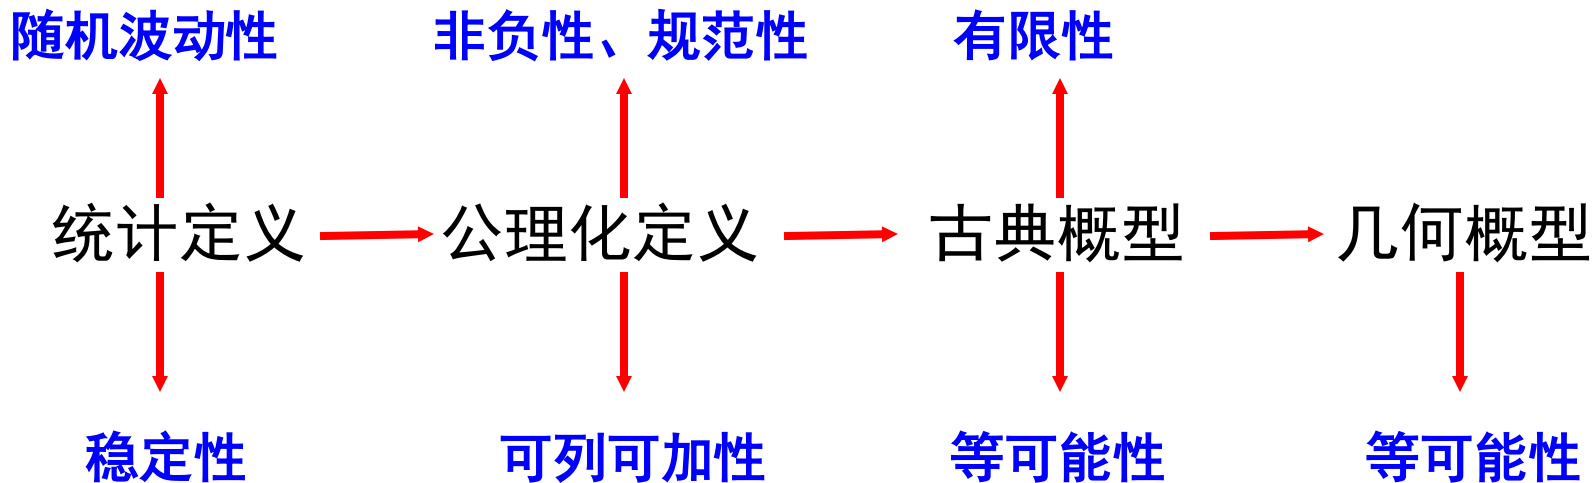 随机波动性 非负性、规范性 有限性
统计定义 公理化定义 古典概型 几何概型
稳定性 可列可加性 等可能性 等可能性